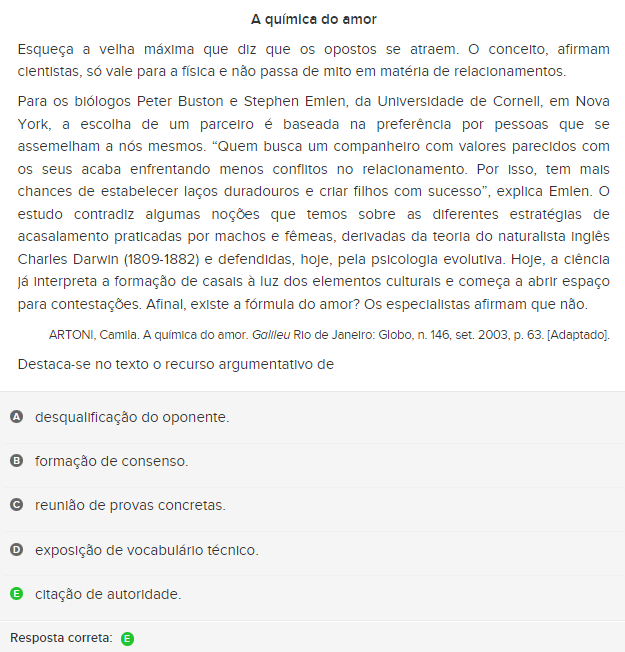 A química do amor
Esqueça a velha máxima que diz que os opostos se atraem. O conceito, afirmam
cientistas, só vale para a física e não passa de mito em matéria de relacionamentos.
Para os biólogos Peter Buston e Stephen Emlen, da Universidade de Cornell, em Nova
York, a escolha de um parceiro é baseada na preferência por pessoas que se
assemelham a nós mesmos. “Quem busca um companheiro com valores parecidos com
os seus acaba enfrentando menos conflitos no relacionamento. Por isso, tem mais
chances de estabelecer laços duradouros e criar filhos com sucesso”, explica Emlen. O
estudo contradiz algumas noções que temos sobre as diferentes estratégias de
acasalamento praticadas por machos e fêmeas, derivadas da teoria do naturalista inglês
Charles Darwin (1809-1882) e defendidas, hoje, pela psicologia evolutiva. Hoje, a ciência
já interpreta a formação de casais à luz dos elementos culturais e começa a abrir espaço
para contestações. Afinal, existe a fórmula do amor? Os especialistas afirmam que não.
ARTONI, Camila. A química do amor. Galileu Rio de Janeiro: Globo, n. 146, set. 2003, p. 63. [Adaptado].
Destaca-se no texto o recurso argumentativo de
A desqualificação do oponente.
B formação de consenso.
C reunião de provas concretas.
D exposição de vocabulário técnico.
E citação de autoridade.
Resposta correta: E